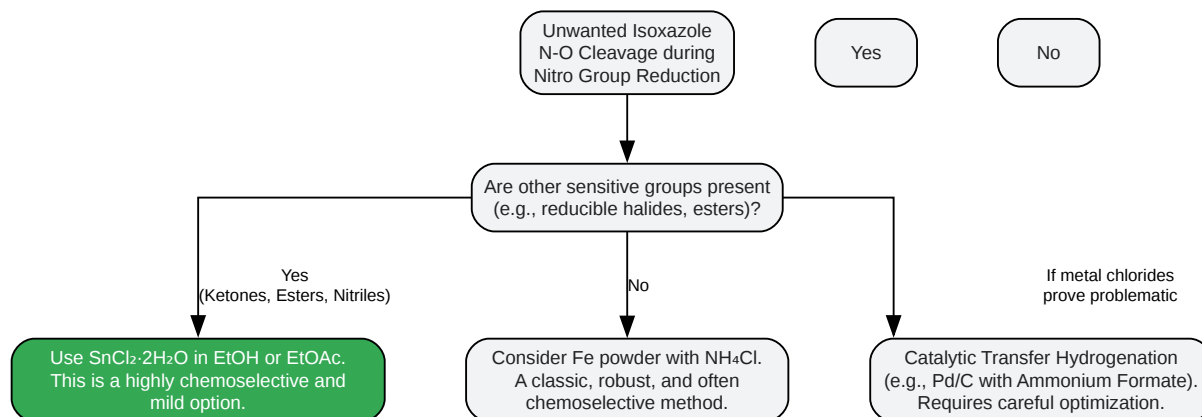 Unwanted Isoxazole
N-O Cleavage during
Nitro Group Reduction
Yes
No
Are other sensitive groups present
(e.g., reducible halides, esters)?
Yes
(Ketones, Esters, Nitriles)
No
If metal chlorides
prove problematic
Use SnCl₂·2H₂O in EtOH or EtOAc.
This is a highly chemoselective and
mild option.
Consider Fe powder with NH₄Cl.
A classic, robust, and often
chemoselective method.
Catalytic Transfer Hydrogenation
(e.g., Pd/C with Ammonium Formate).
Requires careful optimization.